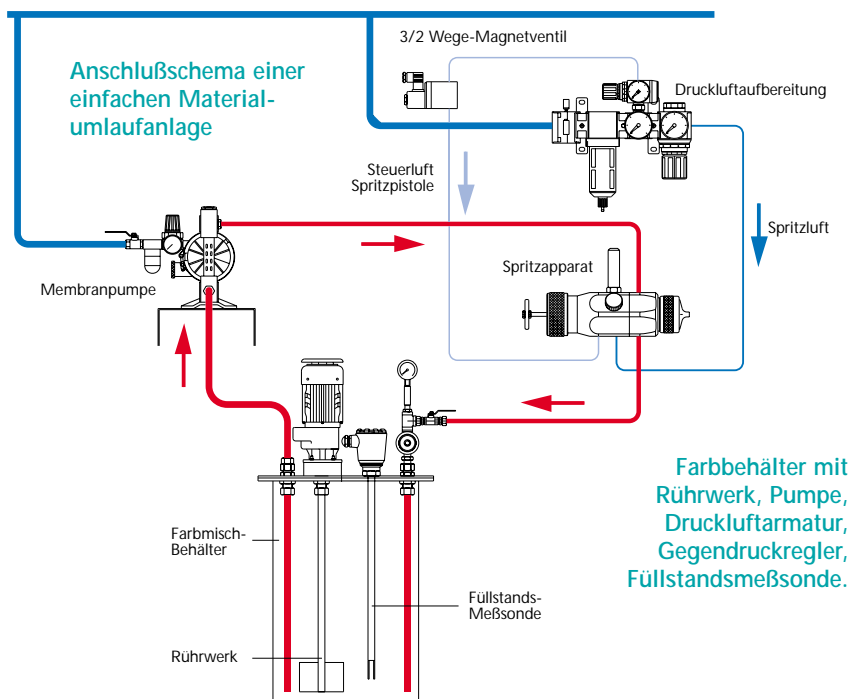 3/2 Wege-Magnetventil
Anschlußschema einer
einfachen Material-
umlaufanlage
Druckluftaufbereitung
Steuerluft
Spritzpistole
Spritzluft
Spritzapparat
Membranpumpe
Farbbehälter mit
Rührwerk, Pumpe,
Druckluftarmatur,
Gegendruckregler,
Füllstandsmeßsonde.
Farbmisch-
Behälter
Füllstands-
Meßsonde
Rührwerk